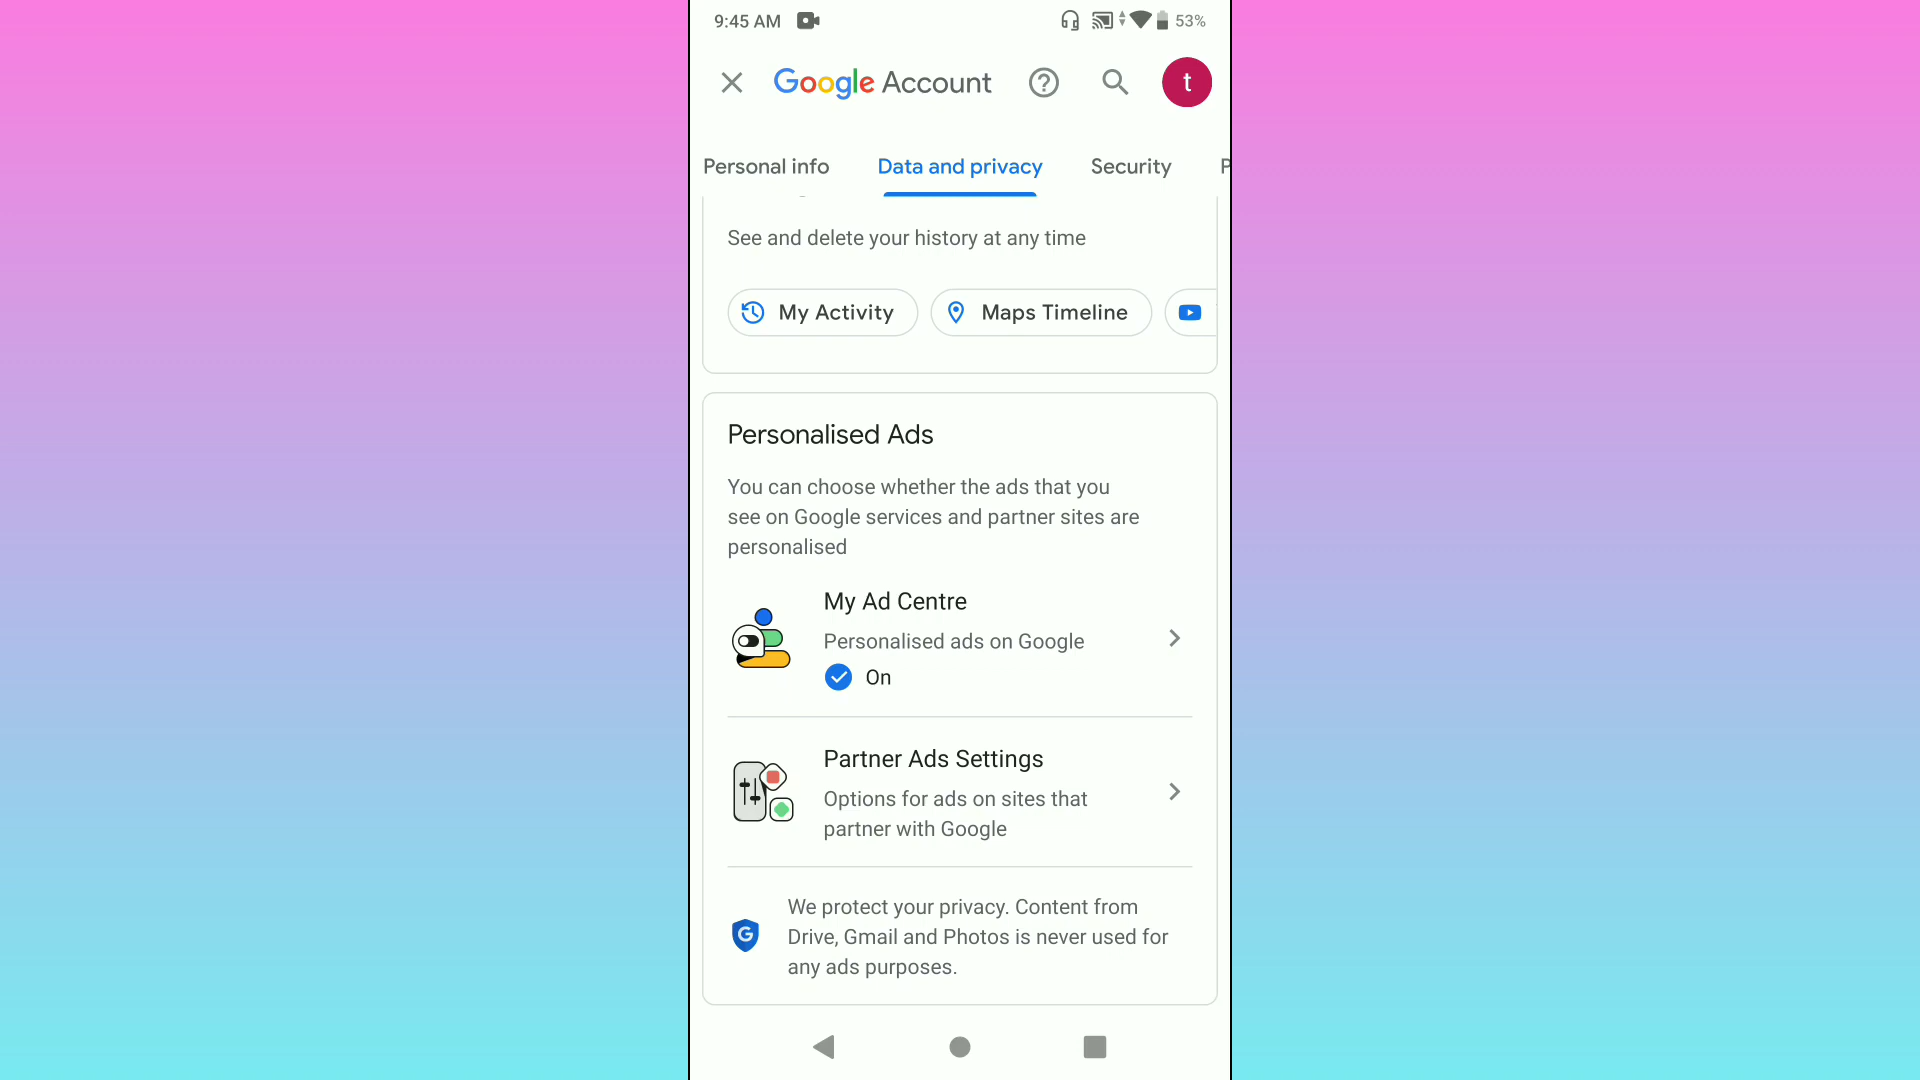 9:45 AM
53%
Google Account
t
Personal info
Data and privacy
Security
P
See and delete your history at any time
My Activity
Maps Timeline
Personalised Ads
You can choose whether the ads that you
see on Google services and partner sites are
personalised
My Ad Centre
Personalised ads on Google
On
Partner Ads Settings
Options for ads on sites that
partner with Google
G
We protect your privacy. Content from
Drive, Gmail and Photos is never used for
any ads purposes.